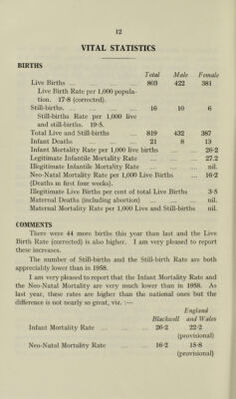 12
VITAL STATISTICS
BIRTHS
Total Male Female
Live Births ... ... ... ... ... 803 422 381
Live Birth Rate per 1,000 popula-
tion. 17·8 (corrected).
Still-births. ... ... ... ... ... 16 10 6
Still-births Rate per 1,000 live
and still-births. 19·5.
Total Live and Still-births ... 819 432 387
Infant Deaths ... ... ... 21 8 13
Infant Mortality Rate per 1,000 live births ... ... 26·2
Legitimate Infantile Mortality Rate ... ... ... 27.2
Illegitimate Infantile Mortality Rate ... ... ... nil.
Neo-Natal Mortality Rate per 1,000 Live Births ... 16·2
(Deaths in first four weeks).
Illegitimate Live Births per cent of total Live Births 3·8
Maternal Deaths (including abortion) ... ... ... nil.
Maternal Mortality Rate per 1,000 Live and Still-births nil.
COMMENTS
There were 44 more births this year than last and the Live
Birth Rate (corrected) is also higher. I am very pleased to report
these increases.
The number of Still-births and the Still-birth Rate are both
appreciably lower than in 1958.
I am very pleased to report that the Infant Mortality Rate and
the Neo-Natal Mortality are very much lower than in 1958. As
last year, these rates are higher than the national ones but the
difference is not nearly so great, viz. :—
England
Blackwell and Wales
Infant Mortality Rate ... ... ... 26·2 22·2
(provisional)
Neo-Natal Mortality Rate ... ... 16·2 15·8
(provisional)